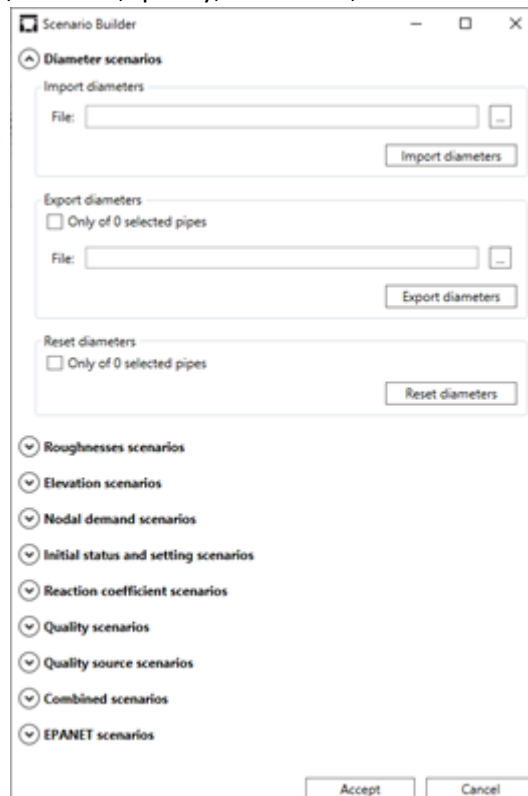 Scenario Builder
Diameter scenarios
Import diameters
File:
...
Import diameters
Export diameters
Only of 0 selected pipes
File:
...
Export diameters
Reset diameters
Only of 0 selected pipes
Reset diameters
Roughnesses scenarios
Elevation scenarios
Nodal demand scenarios
Initial status and setting scenarios
Reaction coefficient scenarios
Quality scenarios
Quality source scenarios
Combined scenarios
EPANET scenarios
Accept Cancel